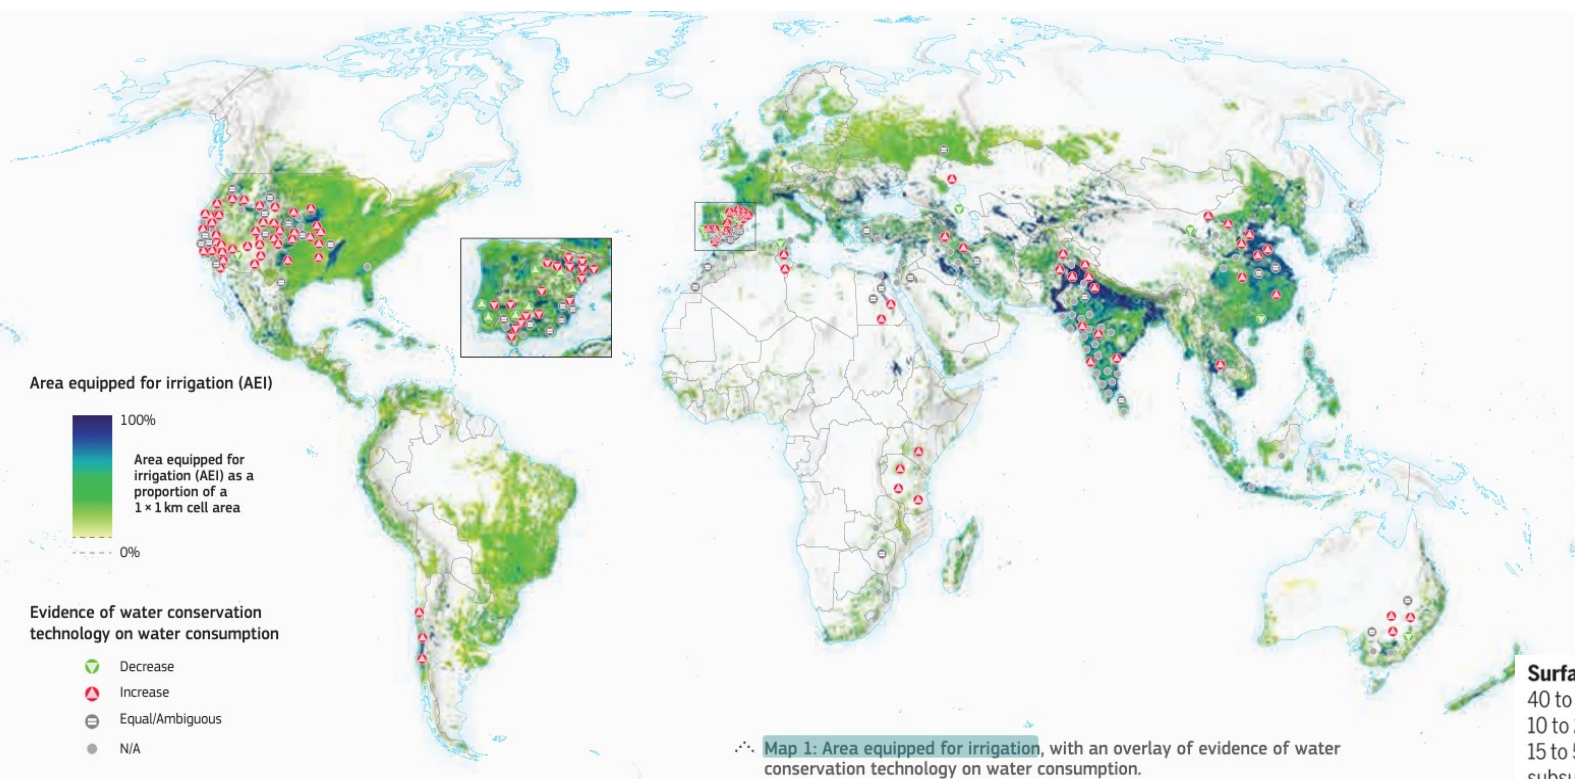 Area equipped for irrigation (AEI)
100%
Area equipped for
irrigation (AEI) as a
proportion of a
1 × 1 km cell area
0%
Evidence of water conservation
technology on water consumption
Decrease
Increase
Equal/Ambiguous
N/A
Map 1: Area equipped for irrigation, with an overlay of evidence of water
conservation technology on water consumption.
40 to
10 to
15 to